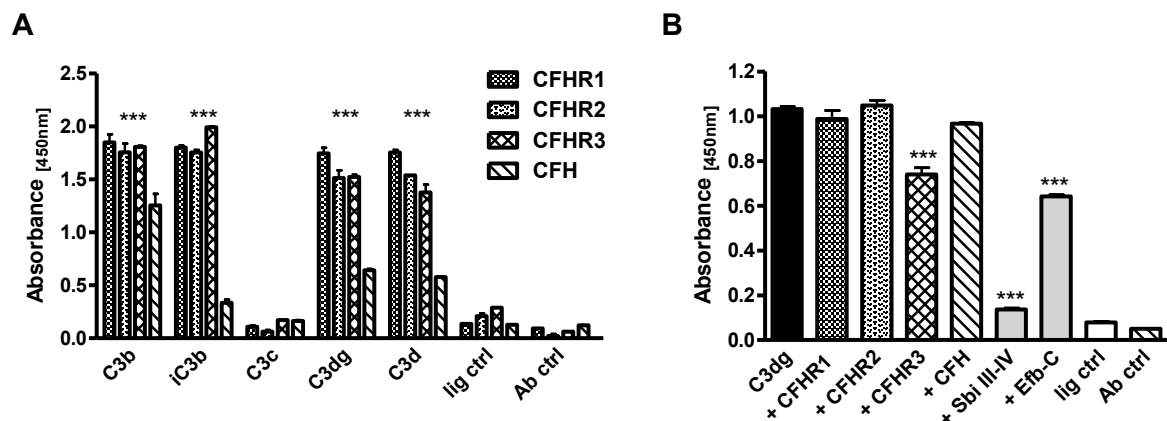 A
Absorbance [450nm]
2.5
2.0
1.5
1.0
0.5
0.0
***
***
***
***
CFHR1
CFHR2
CFHR3
CFH
C3b
iC3b
C3c
C3dg
C3d
lig ctrl
Ab ctrl
B
Absorbance [450nm]
1.2
1.0
0.8
0.6
0.4
0.2
0.0
***
***
***
C3dg
+ CFHR1
+ CFHR2
+ CFHR3
+ CFH
+ Sbi III-IV
+ Efb-C
lig ctrl
Ab ctrl